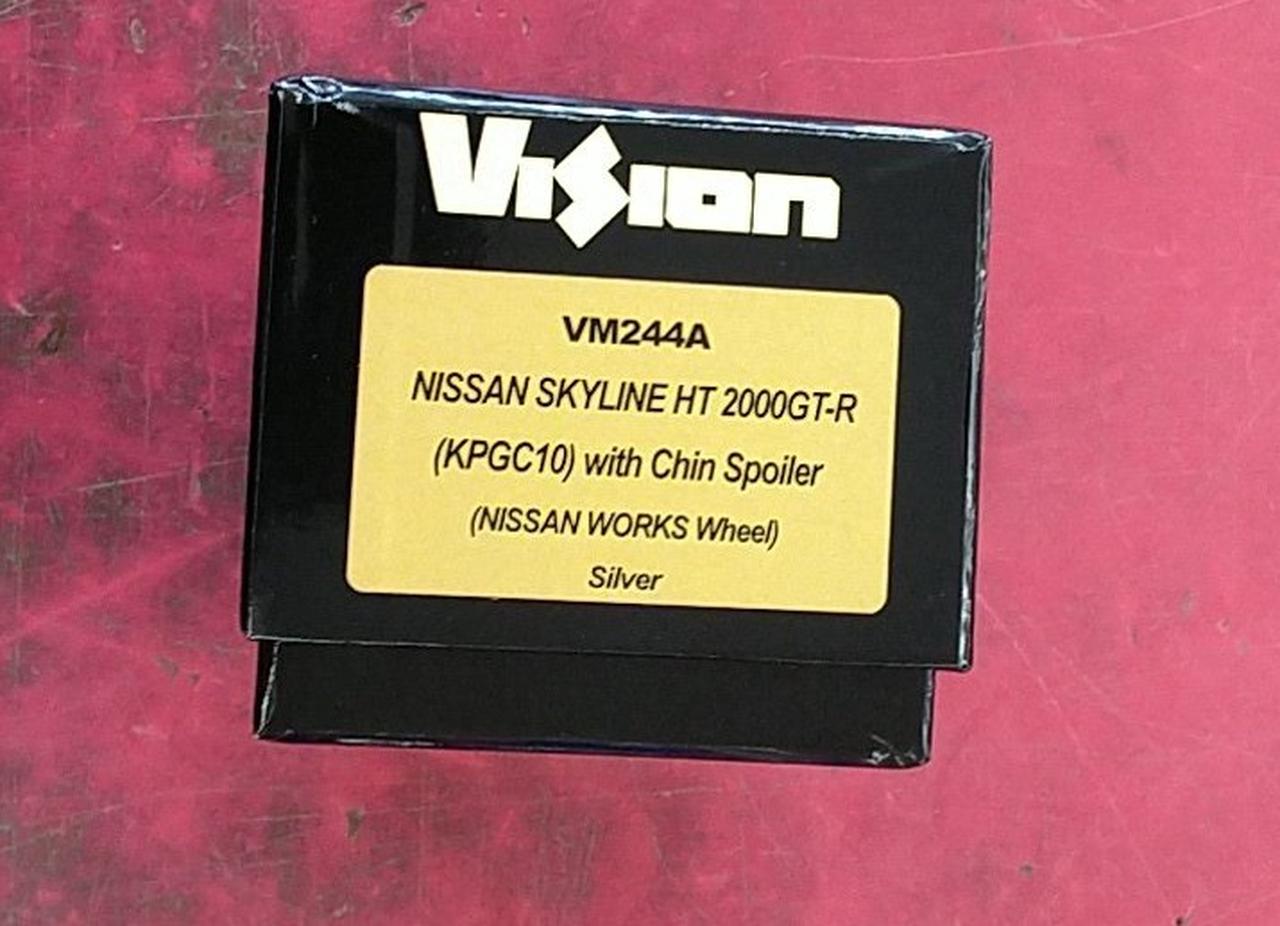 Vision
VM244A
NISSAN SKYLINE HT 2000GT-R
(KPGC10) with Chin Spoiler
(NISSAN WORKS Wheel)
Silver